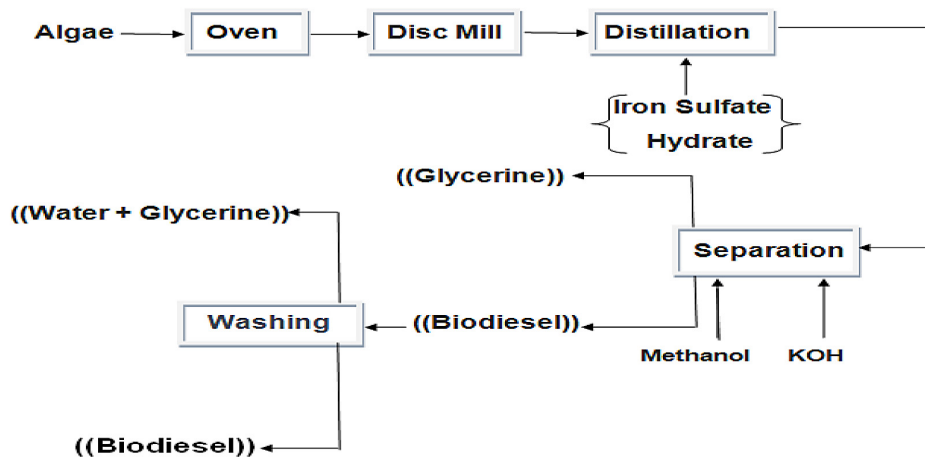 Algae
Oven
Disc Mill
Distillation
Iron Sulfate
Hydrate
((Glycerine))
((Water + Glycerine))
Separation
Washing
((Biodiesel))
Methanol
KOH
((Biodiesel))